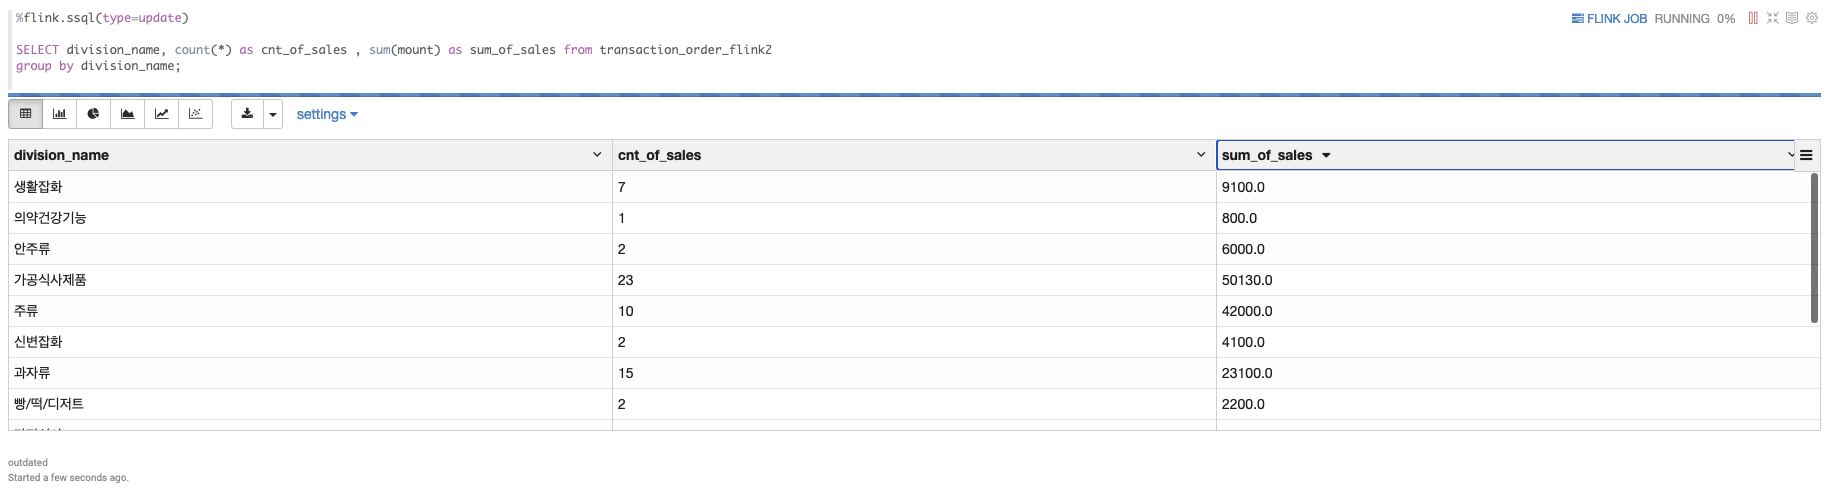 %flink.ssql(type=update)
FLINK JOB RUNNING 0%
SELECT division_name, count(*) as cnt_of_sales , sum(mount) as sum_of_sales from transaction_order_flink2
group by division_name;
settings
division_name cnt_of_sales sum_of_sales
생활잡화 7 9100.0
의약건강기능 1 800.0
안주류 2 6000.0
가공식사제품 23 50130.0
주류 10 42000.0
신변잡화 2 4100.0
과자류 15 23100.0
빵/떡/디저트 2 2200.0
outdated
Started a few seconds ago.